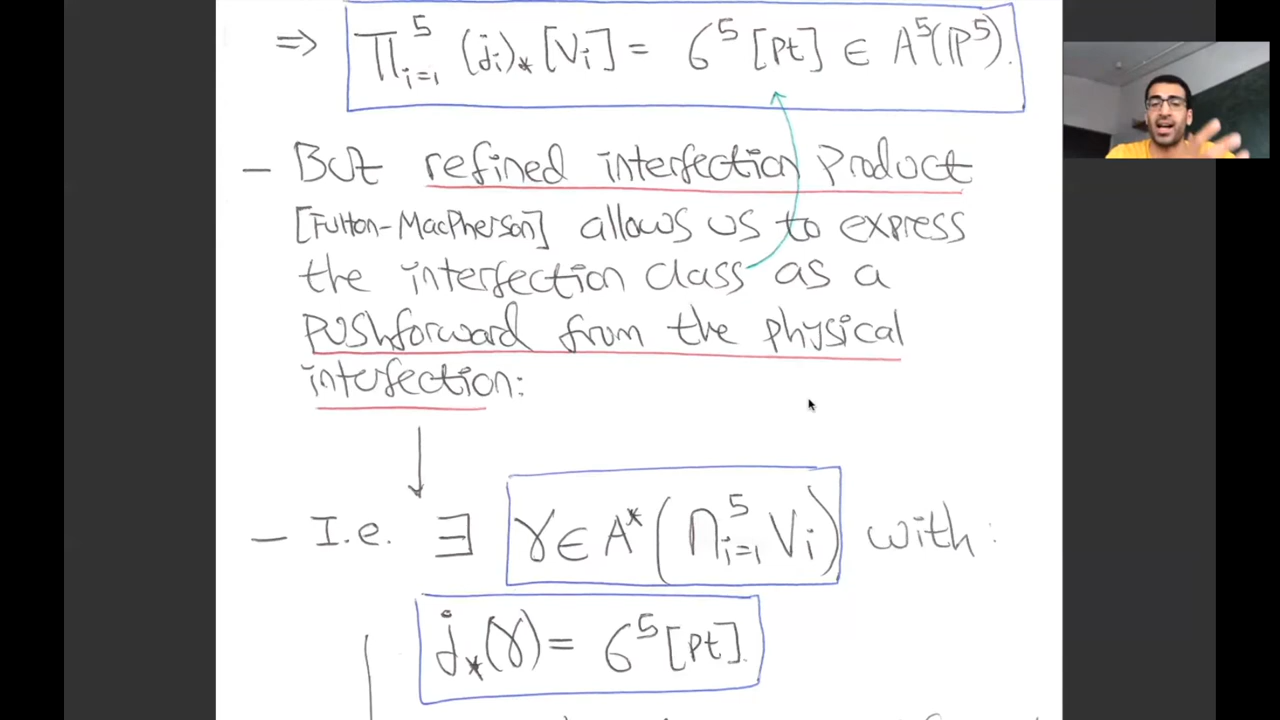 ⇒ Π⁵ᵢ₌₁ (jᵢ)₊[Vᵢ] = 6⁵ [pt] ∈ A⁵(ℙ⁵).
- But refined intersection product
[Fulton-MacPherson] allows us to express
the intersection class as a
pushforward from the physical
intersection:
- I.e. ∃ γ ∈ A*(∩⁵ᵢ₌₁ Vᵢ) with:
j⁎(γ) = 6⁵ [pt].